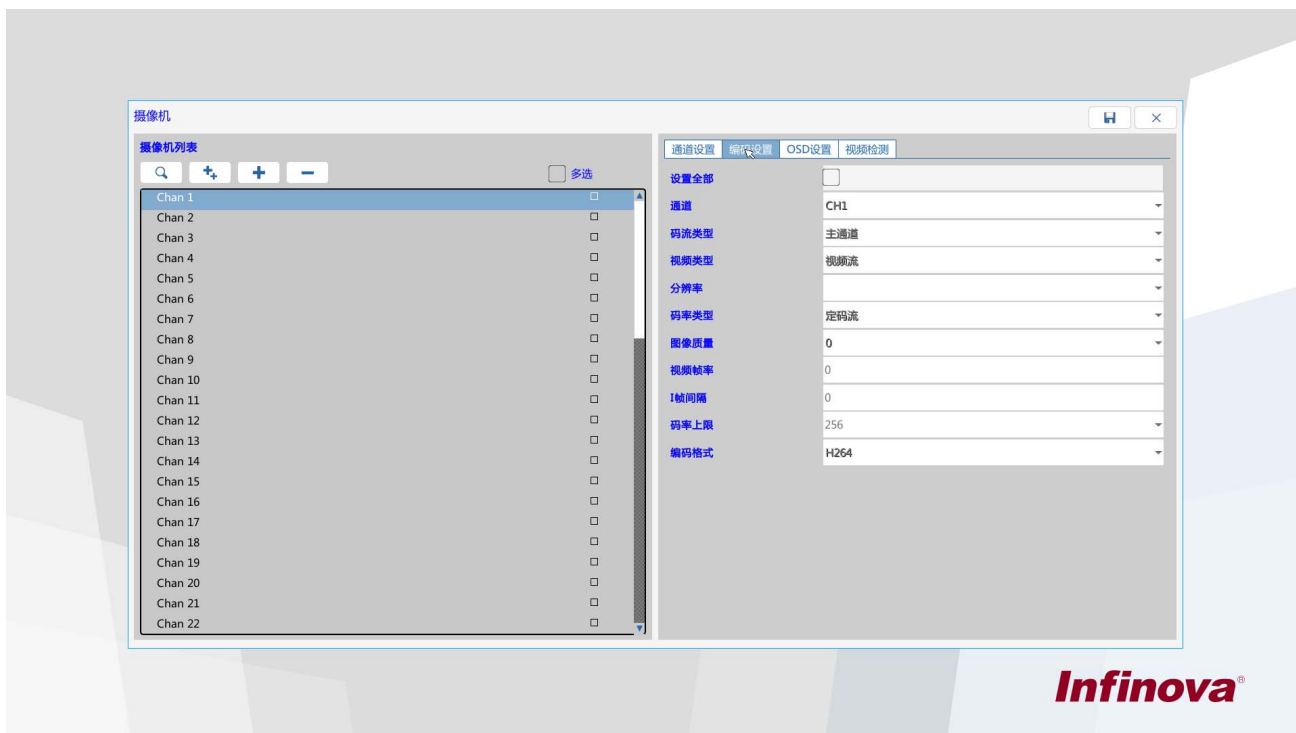 摄像机
摄像机列表
多选
Chan 1
Chan 2
Chan 3
Chan 4
Chan 5
Chan 6
Chan 7
Chan 8
Chan 9
Chan 10
Chan 11
Chan 12
Chan 13
Chan 14
Chan 15
Chan 16
Chan 17
Chan 18
Chan 19
Chan 20
Chan 21
Chan 22
通道设置 编码设置 OSD设置 视频检测
设置全部
通道 CH1
码流类型 主通道
视频类型 视频流
分辨率
码率类型 定码流
图像质量 0
视频帧率 0
I帧间隔 0
码率上限 256
编码格式 H264
Infinova®